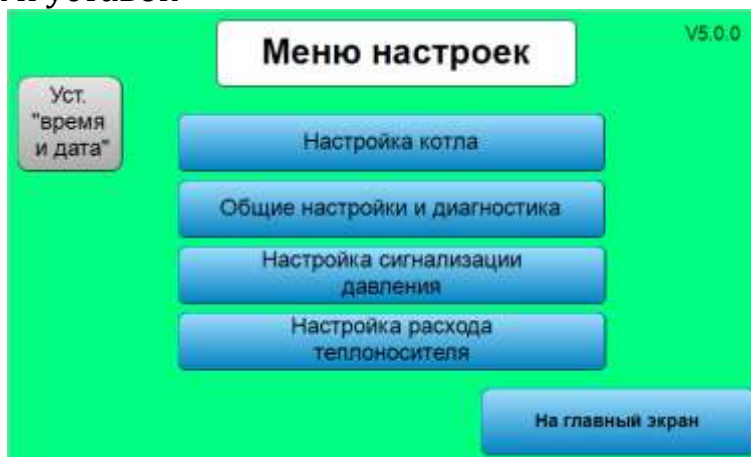 уставок
Меню настроек
V5.0.0
Уст.
"время
и дата"
Настройка котла
Общие настройки и диагностика
Настройка сигнализации
давления
Настройка расхода
теплоносителя
На главный экран